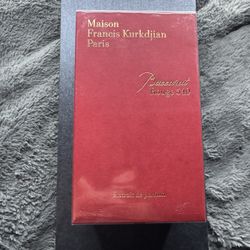 Maison
Francis Kurkdjian
Paris
Baccarat
Rouge 540
Extrait de parfum